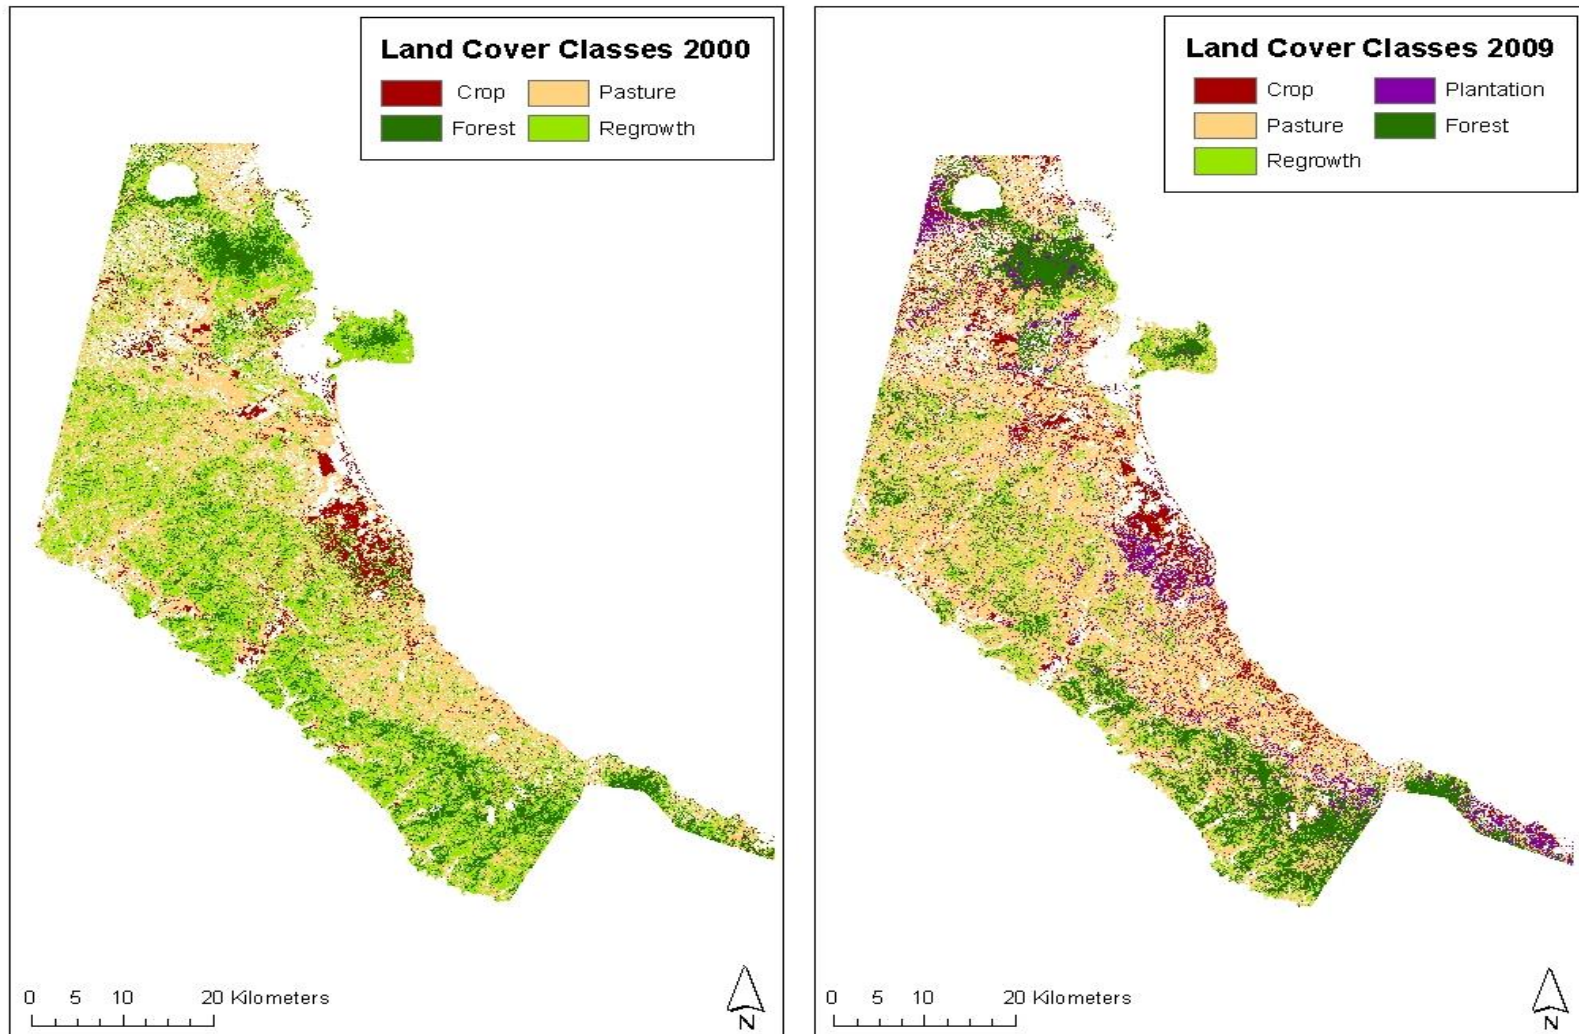 Land Cover Classes 2000
Crop Pasture
Forest Regrowth
0 5 10 20 Kilometers
N
Land Cover Classes 2009
Crop Plantation
Pasture Forest
Regrowth
0 5 10 20 Kilometers
N